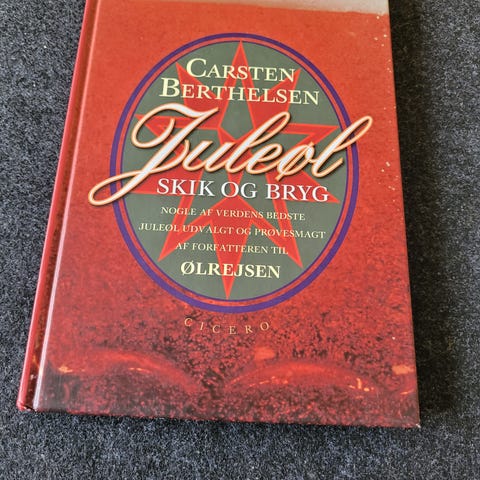 CARSTEN
BERTHELSEN
Juleøl
SKIK OG BRYG
NOGLE AF VERDENS BEDSTE
JULEØL UDVALGT OG PRØVESMAGT
AF FORFATTEREN TIL
ØLREJSEN
CICERO